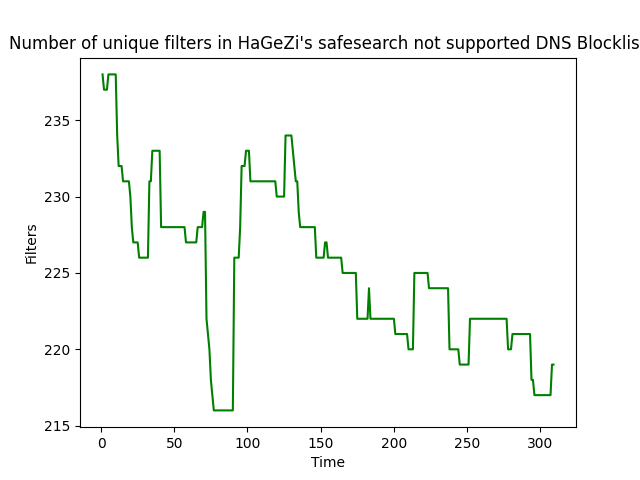 Number of unique filters in HaGeZi's safesearch not supported DNS Blocklis
235
230
225
220
215
Filters
0 50 100 150 200 250 300
Time